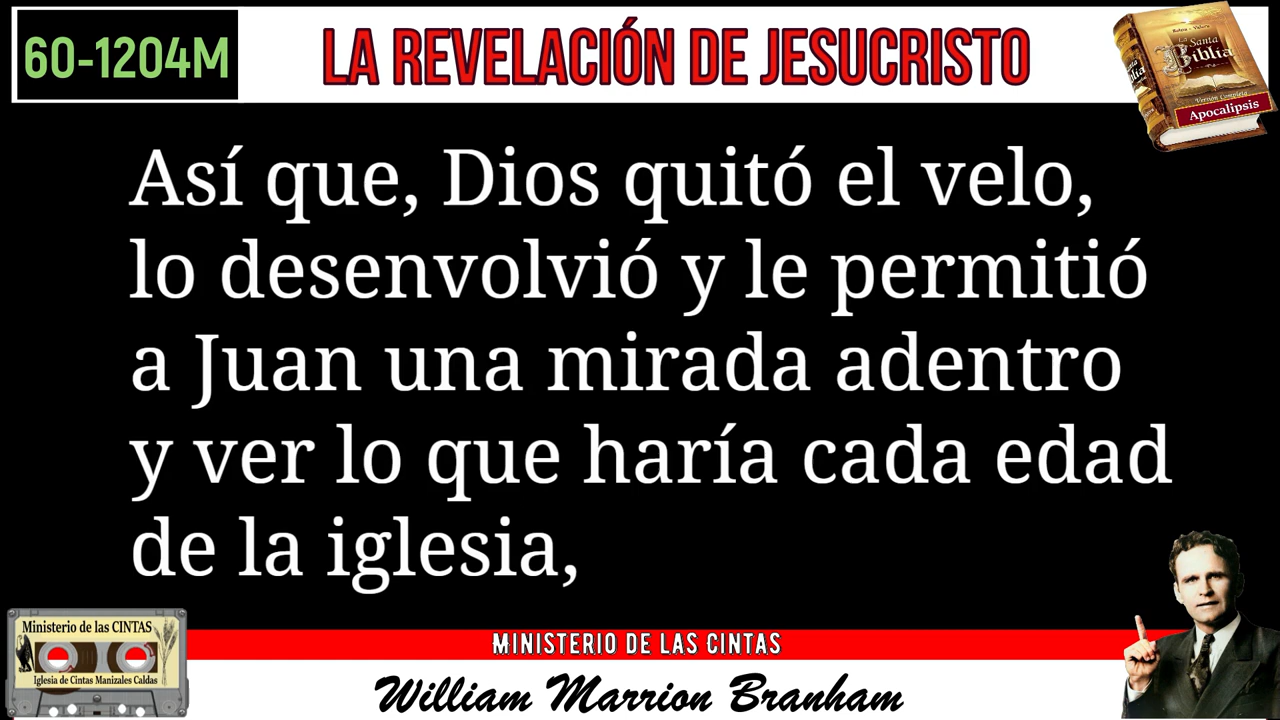 60-1204M
LA REVELACIÓN DE JESUCRISTO
La Santa
Biblia
Versión Completa
Apocalipsis
Así que, Dios quitó el velo,
lo desenvolvió y le permitió
a Juan una mirada adentro
y ver lo que haría cada edad
de la iglesia,
Ministerio de las CINTAS
Iglesia de Cintas Manizales Caldas
MINISTERIO DE LAS CINTAS
William Marrion Branham